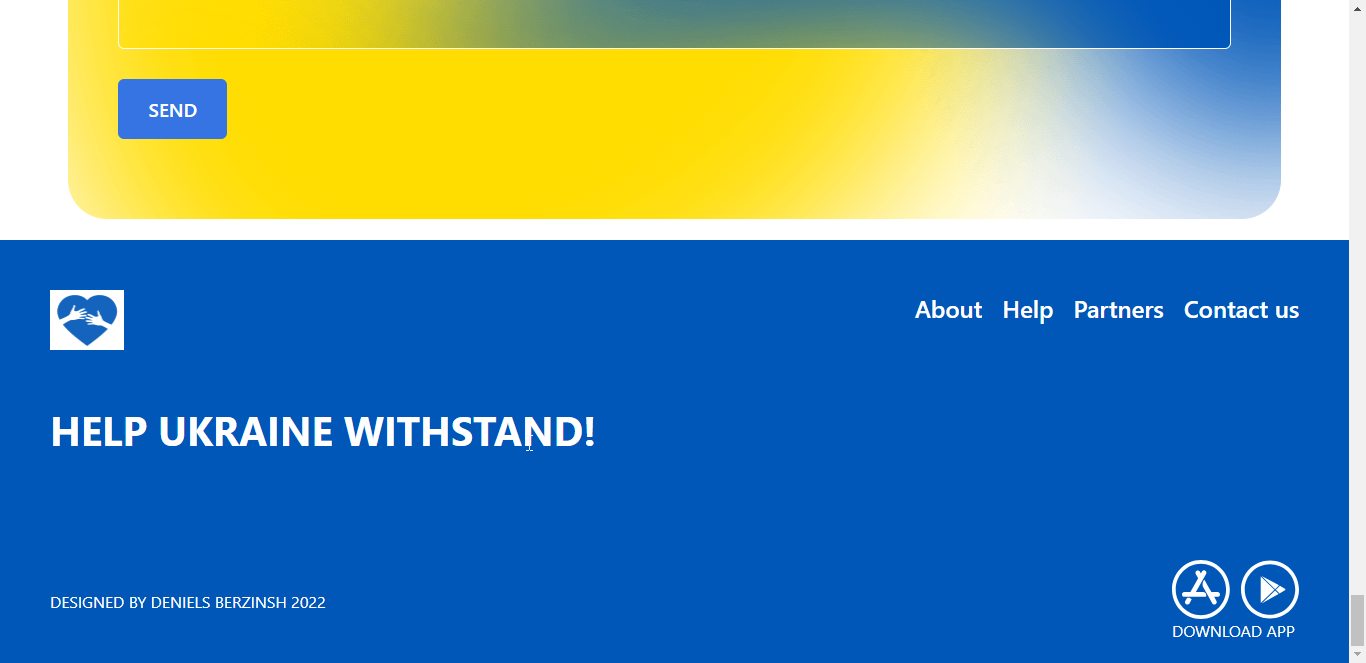 SEND
About Help Partners Contact us
HELP UKRAINE WITHSTAND!
DESIGNED BY DENIELS BERZINSH 2022
DOWNLOAD APP